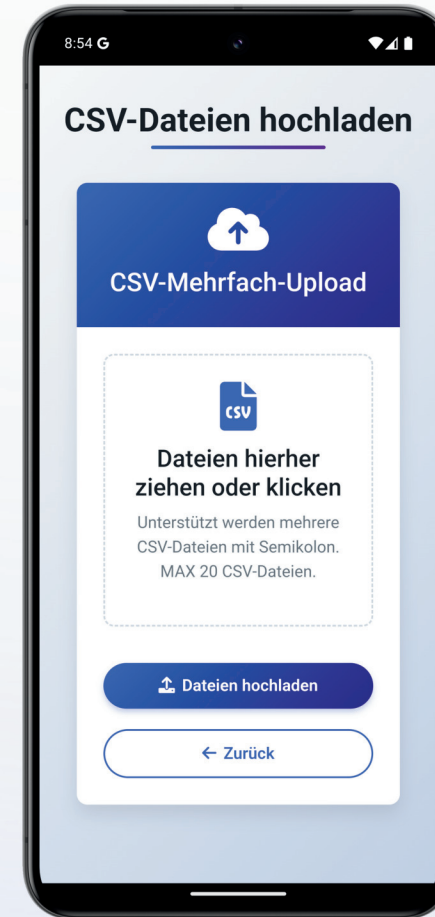 8:54 G
CSV-Dateien hochladen
CSV-Mehrfach-Upload
CSV
Dateien hierher
ziehen oder klicken
Unterstützt werden mehrere
CSV-Dateien mit Semikolon.
MAX 20 CSV-Dateien.
Dateien hochladen
← Zurück